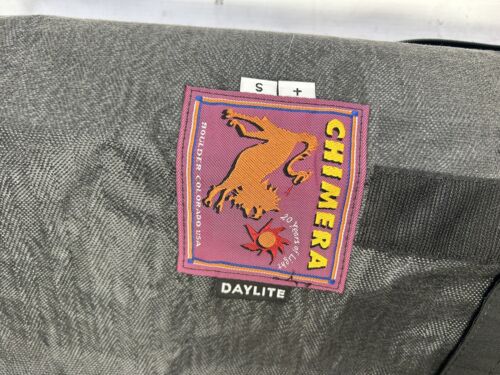 S +
CHIMERA
20 Years of Light
BOULDER COLORADO USA
DAYLITE